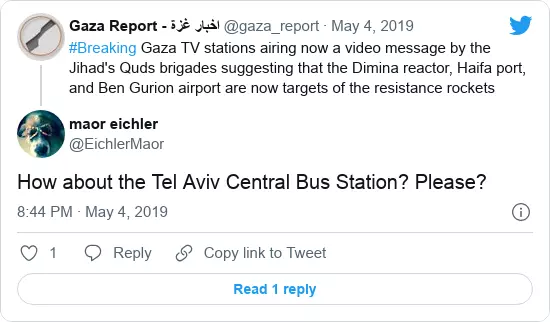 Gaza Report - اخبار غزة @gaza_report · May 4, 2019
#Breaking Gaza TV stations airing now a video message by the
Jihad's Quds brigades suggesting that the Dimina reactor, Haifa port,
and Ben Gurion airport are now targets of the resistance rockets
maor eichler
@EichlerMaor
How about the Tel Aviv Central Bus Station? Please?
8:44 PM · May 4, 2019
1 Reply Copy link to Tweet
Read 1 reply